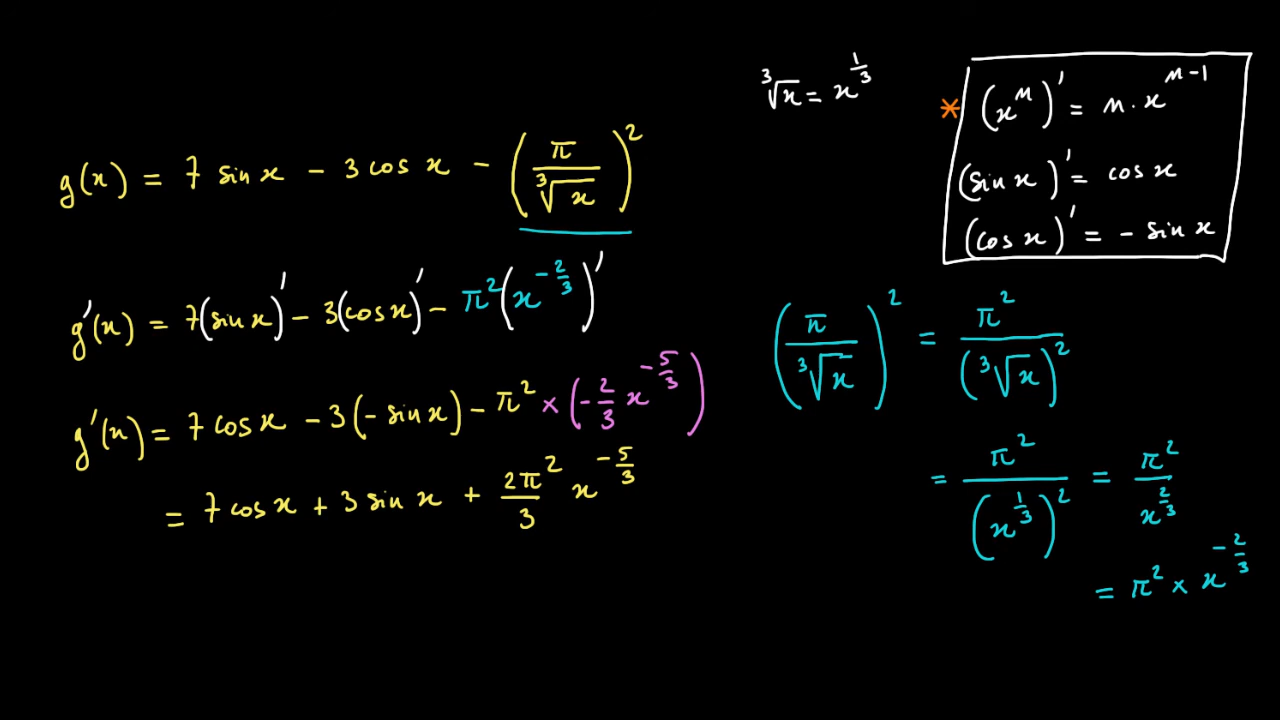 ∛x = x^(1/3)
* (x^n)' = n · x^(n-1)
(sin x)' = cos x
(cos x)' = - sin x
g(x) = 7 sin x - 3 cos x - (π/∛x)²
g'(x) = 7(sin x)' - 3(cos x)' - π²(x^(-2/3))'
g'(x) = 7 cos x - 3(- sin x) - π² × (-2/3 x^(-5/3))
= 7 cos x + 3 sin x + 2π²/3 x^(-5/3)
(π/∛x)² = π²/(∛x)²
= π²/(x^(1/3))² = π²/x^(2/3)
= π² × x^(-2/3)